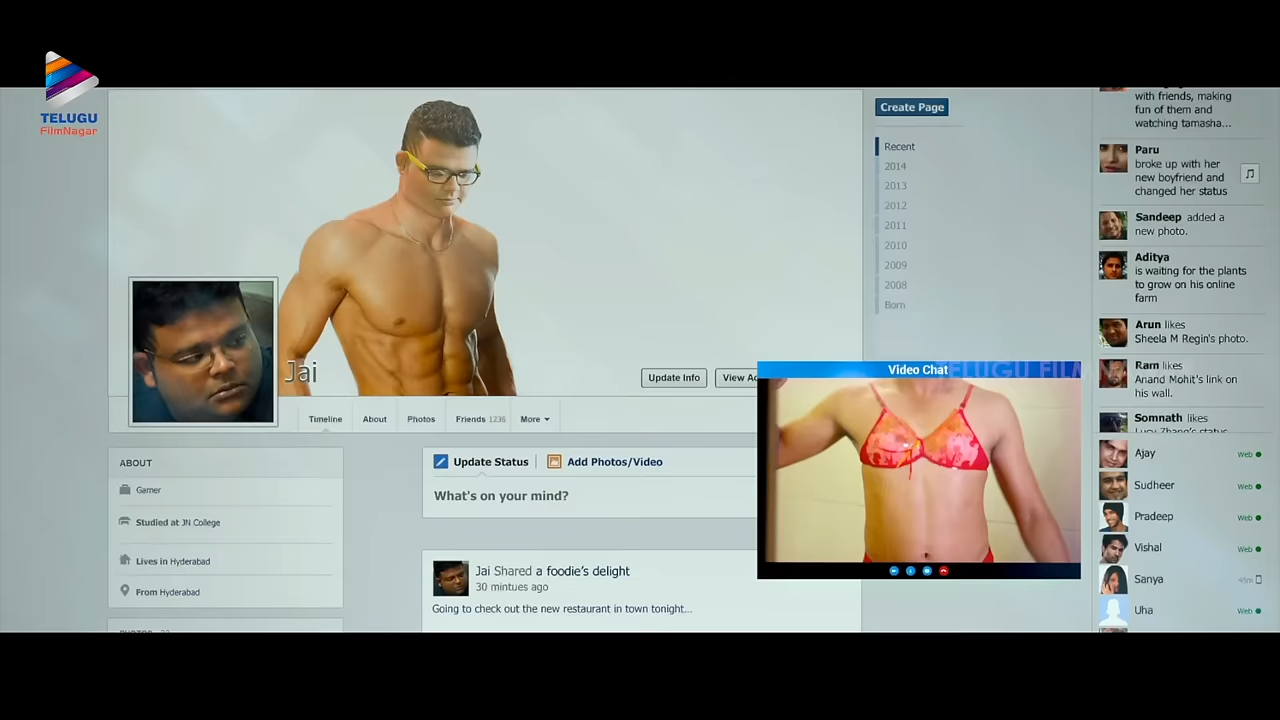 TELUGU
FilmNagar
Jai
Update Info
View Ac
Timeline
About
Photos
Friends 1236
More
ABOUT
Gamer
Studied at JN College
Lives in Hyderabad
From Hyderabad
Update Status
Add Photos/Video
What's on your mind?
Jai Shared a foodie's delight
30 mintues ago
Going to check out the new restaurant in town tonight...
Create Page
Recent
2014
2013
2012
2011
2010
2009
2008
Born
Video Chat
TELUGU FILM
with friends, making
fun of them and
watching tamasha...
Paru
broke up with her
new boyfriend and
changed her status
Sandeep added a
new photo.
Aditya
is waiting for the plants
to grow on his online
farm
Arun likes
Sheela M Regin's photo.
Ram likes
Anand Mohit's link on
his wall.
Somnath likes
Ajay Web
Sudheer Web
Pradeep Web
Vishal Web
Sanya 45m
Uha Web